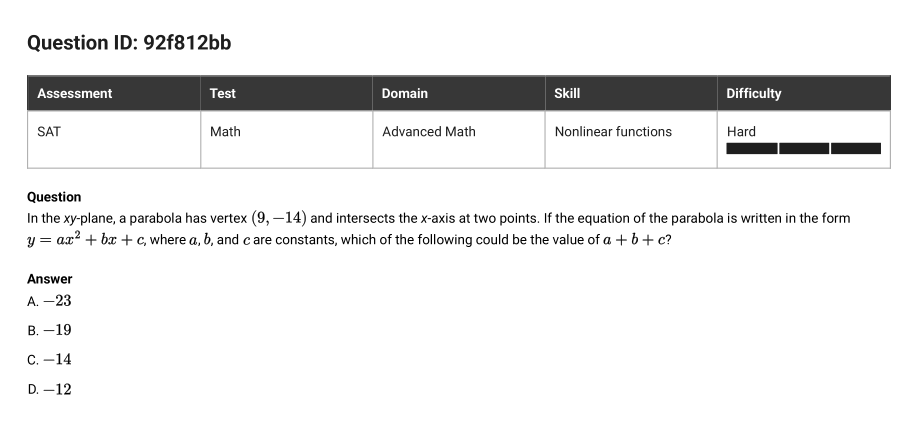 Question ID: 92f812bb
Assessment Test Domain Skill Difficulty
SAT Math Advanced Math Nonlinear functions Hard
Question
In the xy-plane, a parabola has vertex (9, −14) and intersects the x-axis at two points. If the equation of the parabola is written in the form
y = ax² + bx + c, where a, b, and c are constants, which of the following could be the value of a + b + c?
Answer
A. −23
B. −19
C. −14
D. −12